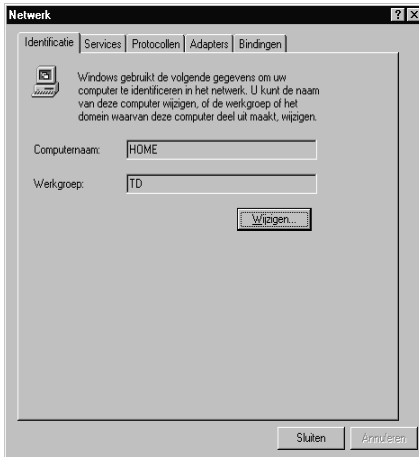 Netwerk
Identificatie Services Protocollen Adapters Bindingen
Windows gebruikt de volgende gegevens om uw
computer te identificeren in het netwerk. U kunt de naam
van deze computer wijzigen, of de werkgroep of het
domein waarvan deze computer deel uit maakt, wijzigen.
Computernaam: HOME
Werkgroep: TD
Wijzigen...
Sluiten Annuleren